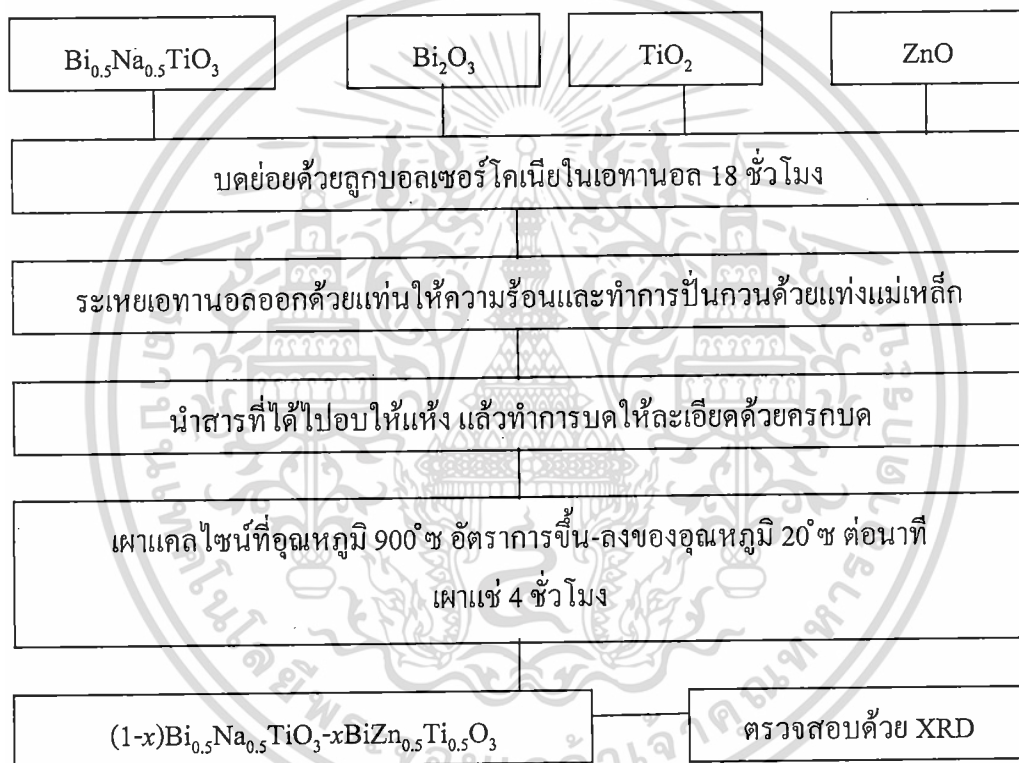 Bi₀.₅Na₀.₅TiO₃ Bi₂O₃ TiO₂ ZnO
บดย่อยด้วยลูกบอลเซอร์โคเนียในเอทานอล 18 ชั่วโมง
ระเหยเอทานอลออกด้วยแท่นให้ความร้อนและทำการปั่นกวนด้วยแท่งแม่เหล็ก
นำสารที่ได้ไปอบให้แห้ง แล้วทำการบดให้ละเอียดด้วยครกบด
เผาแคลไซน์ที่อุณหภูมิ 900°ซ อัตราการขึ้น-ลงของอุณหภูมิ 20°ซ ต่อนาที
เผาแช่ 4 ชั่วโมง
(1-x)Bi₀.₅Na₀.₅TiO₃-xBiZn₀.₅Ti₀.₅O₃ ตรวจสอบด้วย XRD